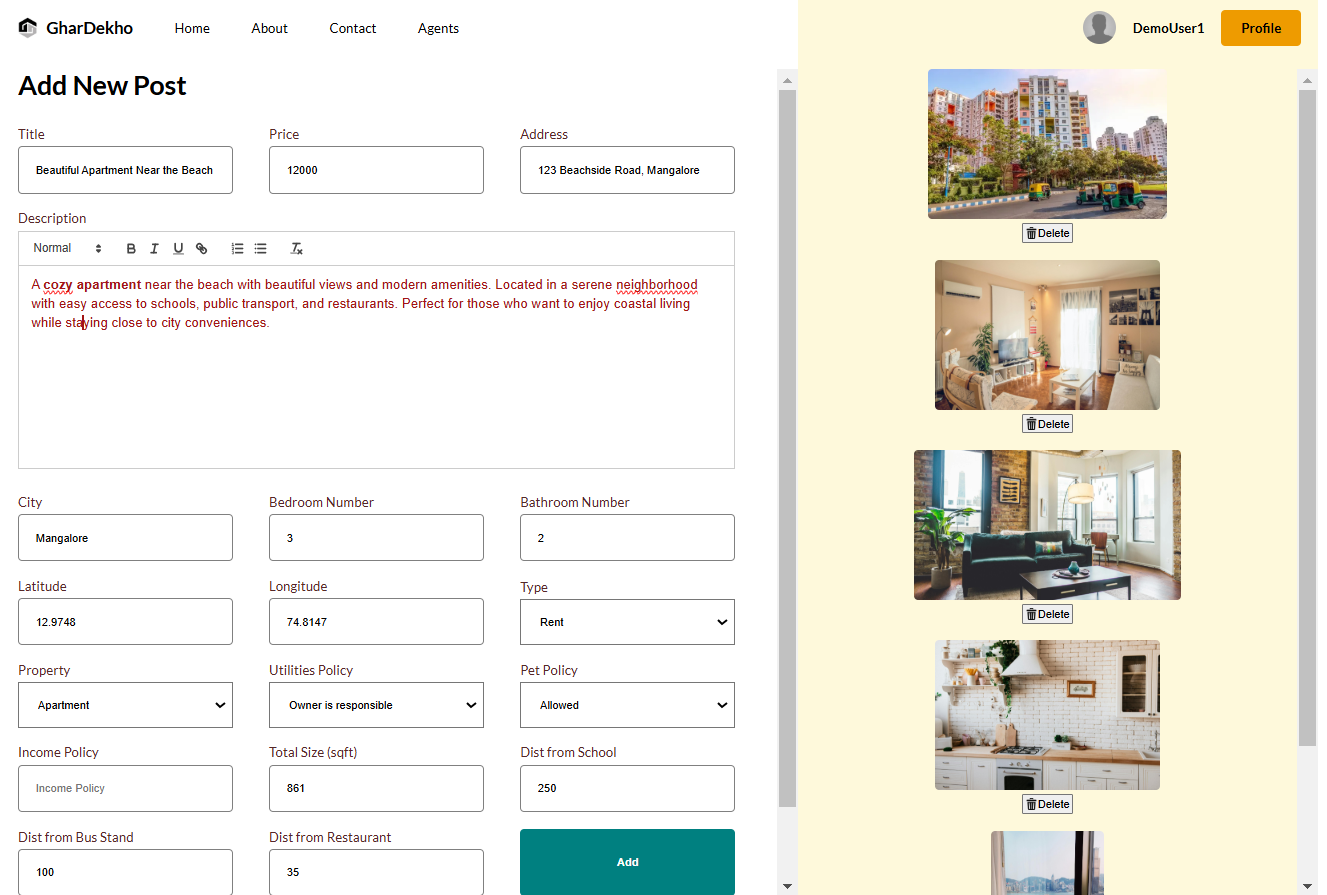 GharDekho Home About Contact Agents DemoUser1 Profile
Add New Post
Title Price Address
Beautiful Apartment Near the Beach 12000 123 Beachside Road, Mangalore
Description
Normal B I U
A cozy apartment near the beach with beautiful views and modern amenities. Located in a serene neighborhood
with easy access to schools, public transport, and restaurants. Perfect for those who want to enjoy coastal living
while staying close to city conveniences.
City Bedroom Number Bathroom Number
Mangalore 3 2
Latitude Longitude Type
12.9748 74.8147 Rent
Property Utilities Policy Pet Policy
Apartment Owner is responsible Allowed
Income Policy Total Size (sqft) Dist from School
Income Policy 861 250
Dist from Bus Stand Dist from Restaurant
100 35 Add
Delete
Delete
Delete
Delete